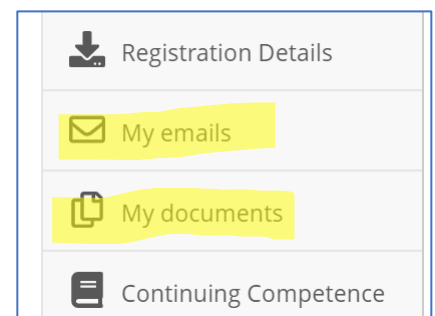 Registration Details
My emails
My documents
Continuing Competence